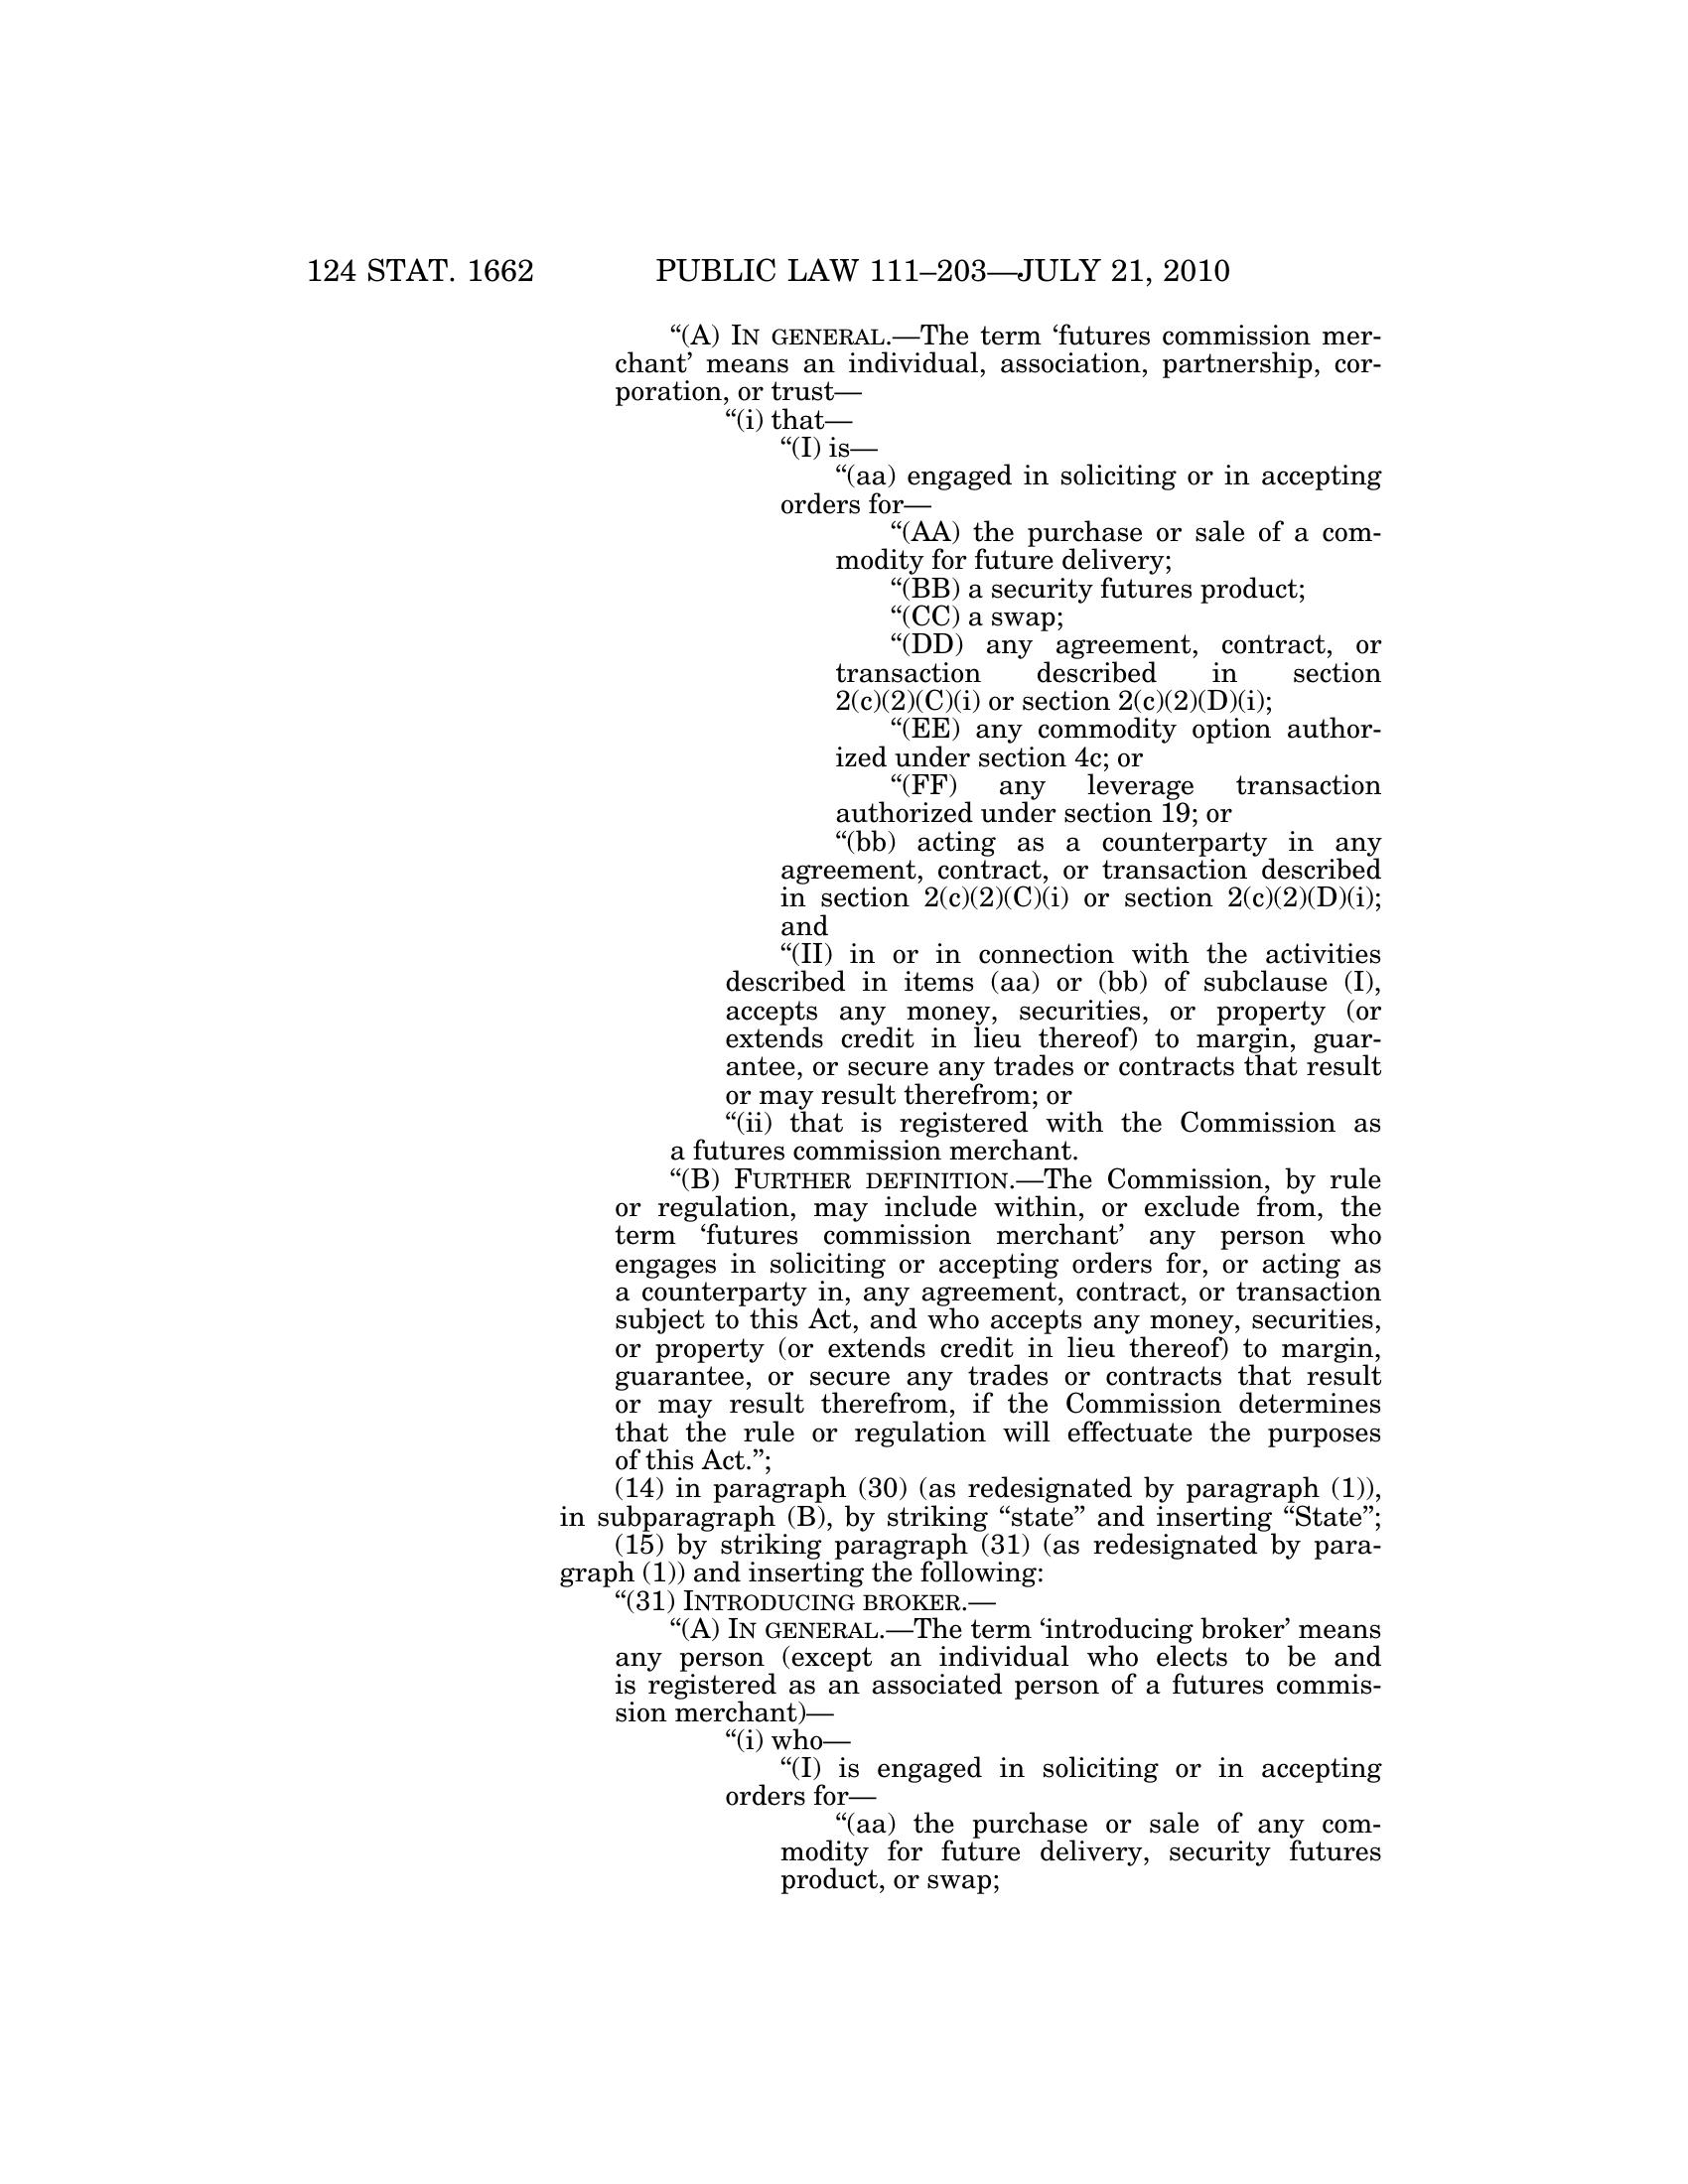 124 STAT. 1662 PUBLIC LAW 111–203—JULY 21, 2010
“(A) IN GENERAL.—The term ‘futures commission mer-
chant’ means an individual, association, partnership, cor-
poration, or trust—
“(i) that—
“(I) is—
“(aa) engaged in soliciting or in accepting
orders for—
“(AA) the purchase or sale of a com-
modity for future delivery;
“(BB) a security futures product;
“(CC) a swap;
“(DD) any agreement, contract, or
transaction described in section
2(c)(2)(C)(i) or section 2(c)(2)(D)(i);
“(EE) any commodity option author-
ized under section 4c; or
“(FF) any leverage transaction
authorized under section 19; or
“(bb) acting as a counterparty in any
agreement, contract, or transaction described
in section 2(c)(2)(C)(i) or section 2(c)(2)(D)(i);
and
“(II) in or in connection with the activities
described in items (aa) or (bb) of subclause (I),
accepts any money, securities, or property (or
extends credit in lieu thereof) to margin, guar-
antee, or secure any trades or contracts that result
or may result therefrom; or
“(ii) that is registered with the Commission as
a futures commission merchant.
“(B) FURTHER DEFINITION.—The Commission, by rule
or regulation, may include within, or exclude from, the
term ‘futures commission merchant’ any person who
engages in soliciting or accepting orders for, or acting as
a counterparty in, any agreement, contract, or transaction
subject to this Act, and who accepts any money, securities,
or property (or extends credit in lieu thereof) to margin,
guarantee, or secure any trades or contracts that result
or may result therefrom, if the Commission determines
that the rule or regulation will effectuate the purposes
of this Act.”;
(14) in paragraph (30) (as redesignated by paragraph (1)),
in subparagraph (B), by striking “state” and inserting “State”;
(15) by striking paragraph (31) (as redesignated by para-
graph (1)) and inserting the following:
“(31) INTRODUCING BROKER.—
“(A) IN GENERAL.—The term ‘introducing broker’ means
any person (except an individual who elects to be and
is registered as an associated person of a futures commis-
sion merchant)—
“(i) who—
“(I) is engaged in soliciting or in accepting
orders for—
“(aa) the purchase or sale of any com-
modity for future delivery, security futures
product, or swap;